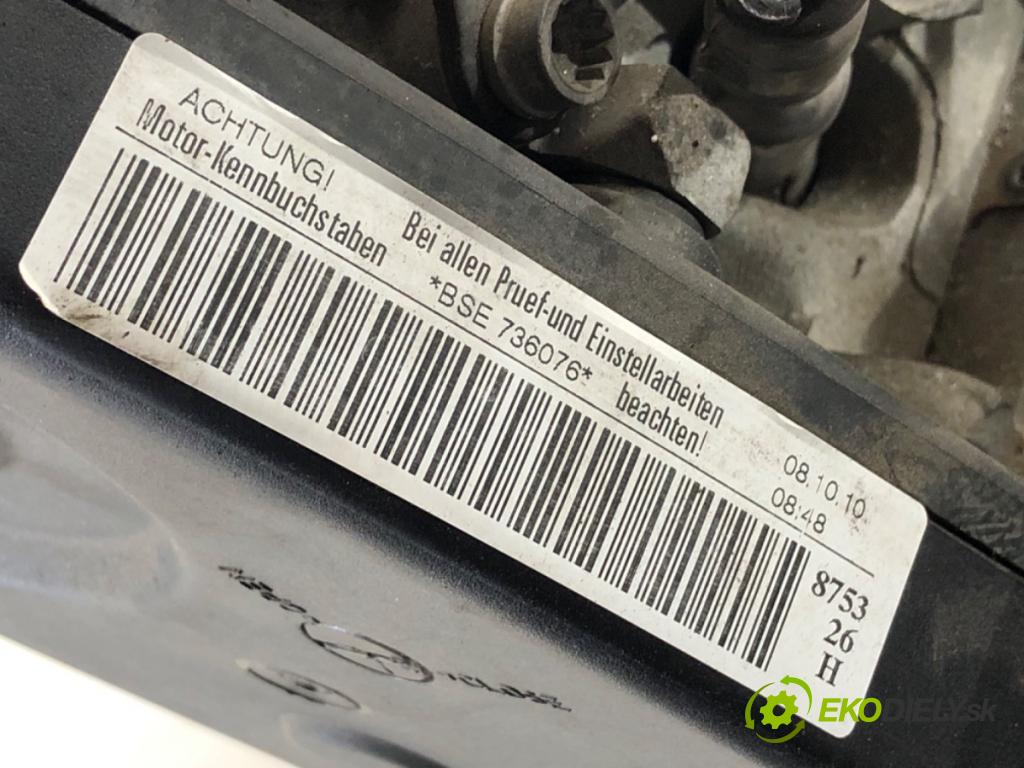 ACHTUNG! Bei allen Pruef-und Einstellarbeiten 08.10.10
Motor-Kennbuchstaben *BSE 736076* beachten! 08:48
8753
26
H
EKODIELY.sk